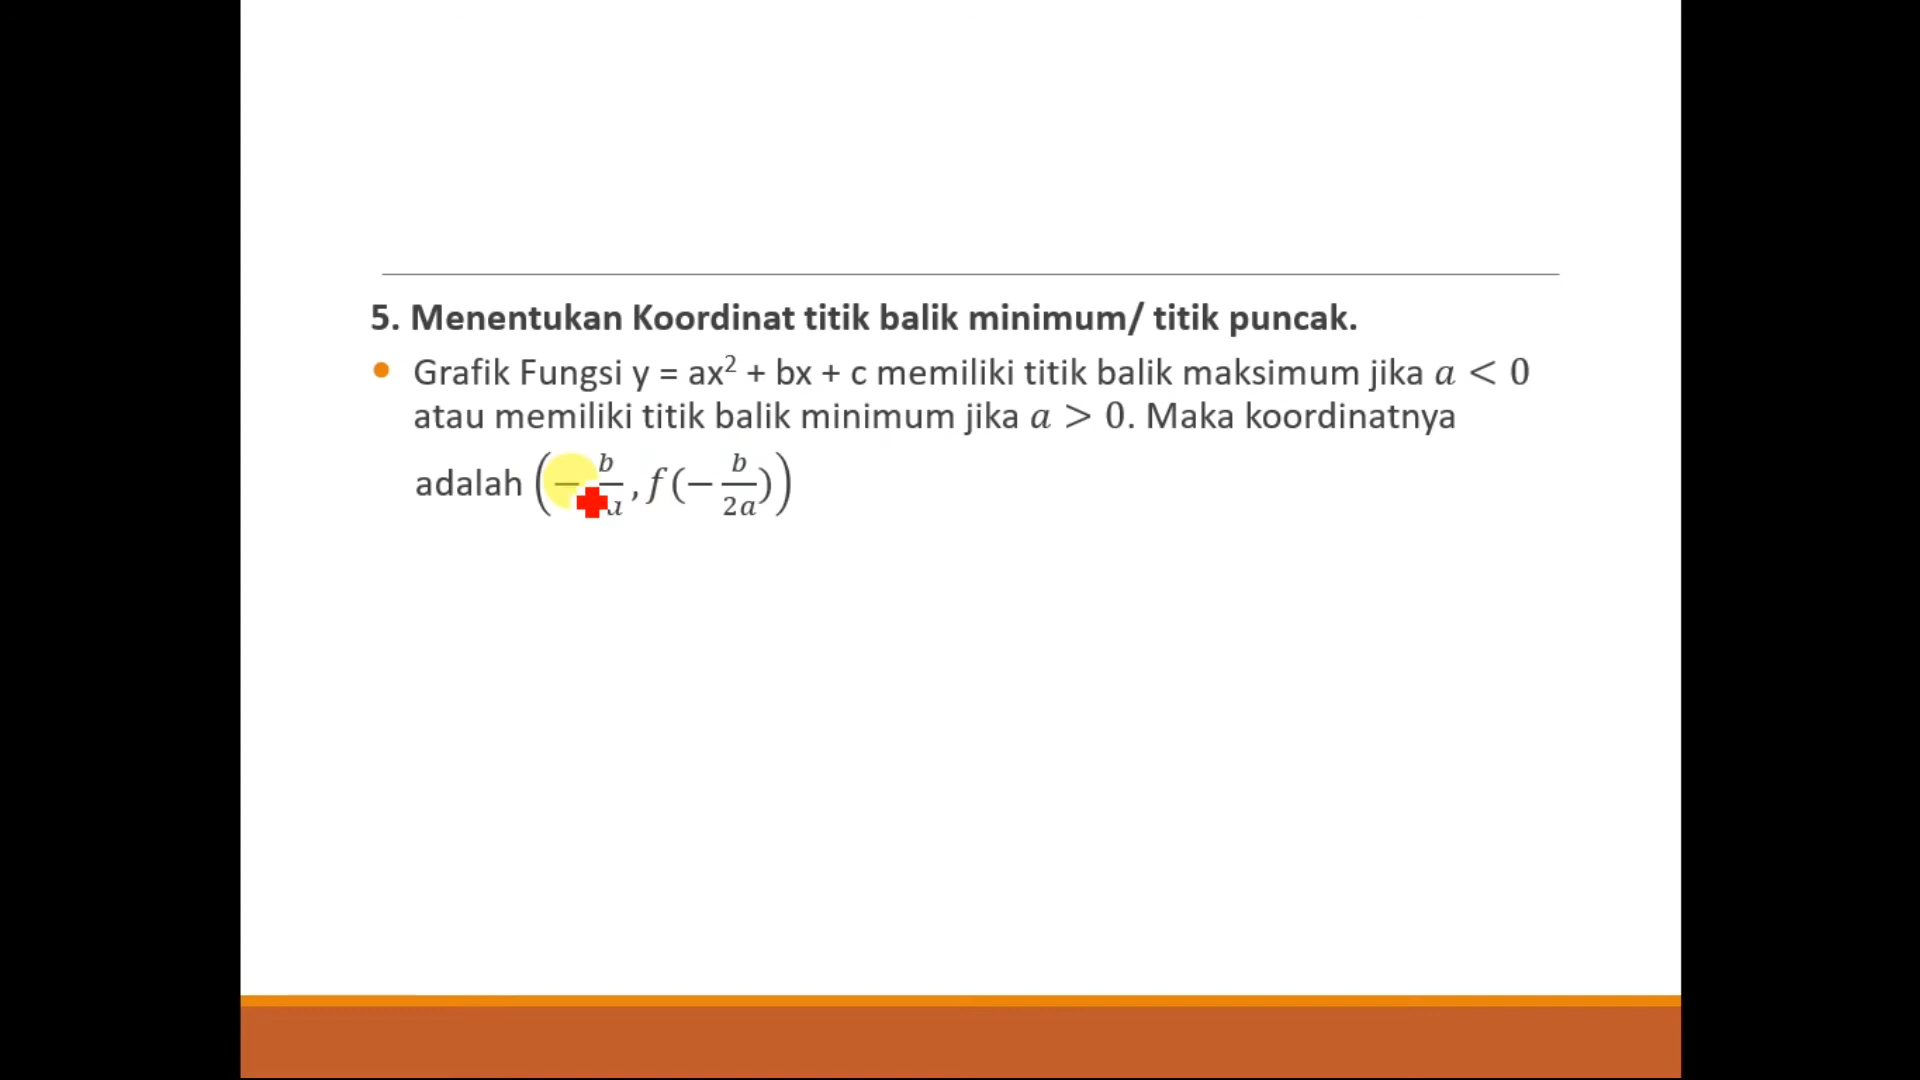 5. Menentukan Koordinat titik balik minimum/ titik puncak.
• Grafik Fungsi y = ax² + bx + c memiliki titik balik maksimum jika a < 0
atau memiliki titik balik minimum jika a > 0. Maka koordinatnya
adalah (− b/a , f(− b/2a))